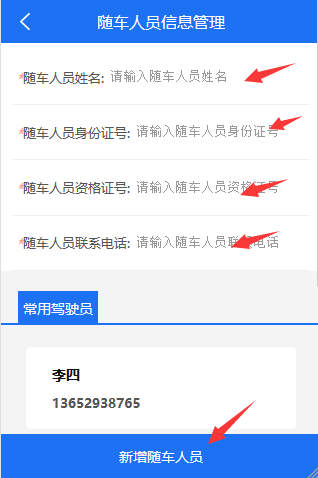 随车人员信息管理
*随车人员姓名: 请输入随车人员姓名
*随车人员身份证号: 请输入随车人员身份证号
*随车人员资格证号: 请输入随车人员资格证号
*随车人员联系电话: 请输入随车人员联系电话
常用驾驶员
李四
13652938765
新增随车人员